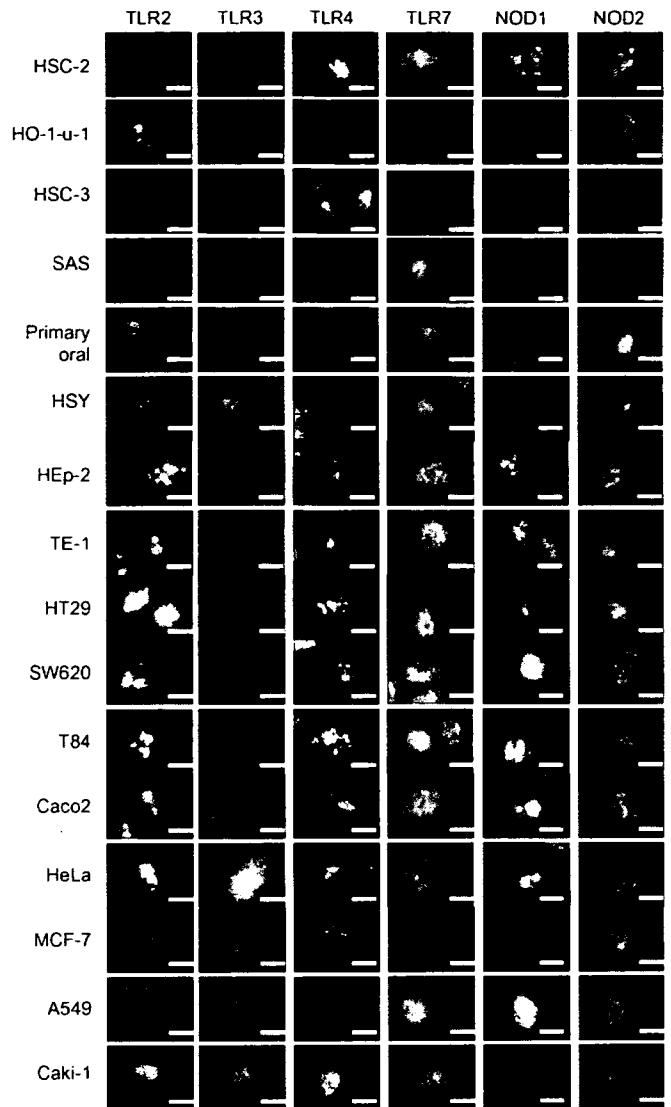 TLR2 TLR3 TLR4 TLR7 NOD1 NOD2
HSC-2
HO-1-u-1
HSC-3
SAS
Primary
oral
HSY
HEp-2
TE-1
HT29
SW620
T84
Caco2
HeLa
MCF-7
A549
Caki-1